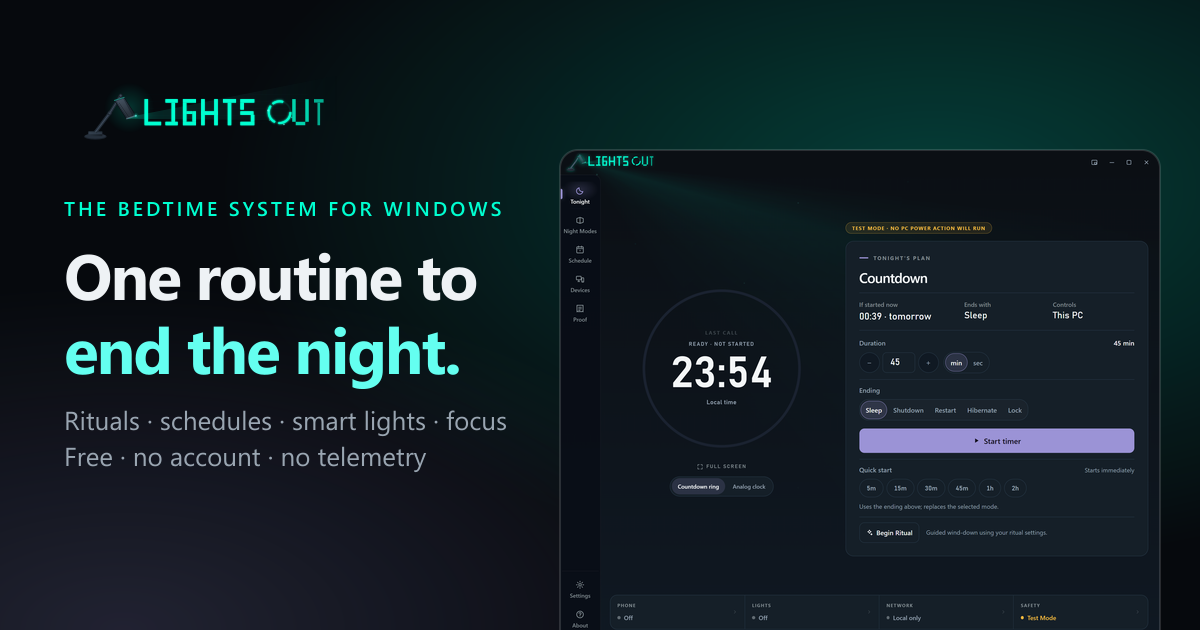 LIGHTS OUT
THE BEDTIME SYSTEM FOR WINDOWS
One routine to
end the night.
Rituals · schedules · smart lights · focus
Free · no account · no telemetry
LIGHTS OUT
Tonight
Night Modes
Schedule
Devices
Proof
Settings
About
LAST CALL
READY · NOT STARTED
23:54
Local time
FULL SCREEN
Countdown ring Analog clock
TEST MODE · NO PC POWER ACTION WILL RUN
TONIGHT'S PLAN
Countdown
If started now Ends with Controls
00:39 · tomorrow Sleep This PC
Duration 45 min
− 45 + min sec
Ending
Sleep Shutdown Restart Hibernate Lock
Start timer
Quick start Starts immediately
5m 15m 30m 45m 1h 2h
Uses the ending above; replaces the selected mode.
Begin Ritual Guided wind-down using your ritual settings.
PHONE LIGHTS NETWORK SAFETY
Off Off Local only Test Mode